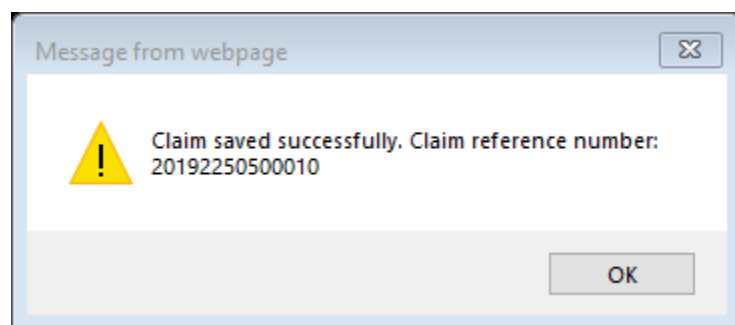 Message from webpage
Claim saved successfully. Claim reference number:
20192250500010
OK